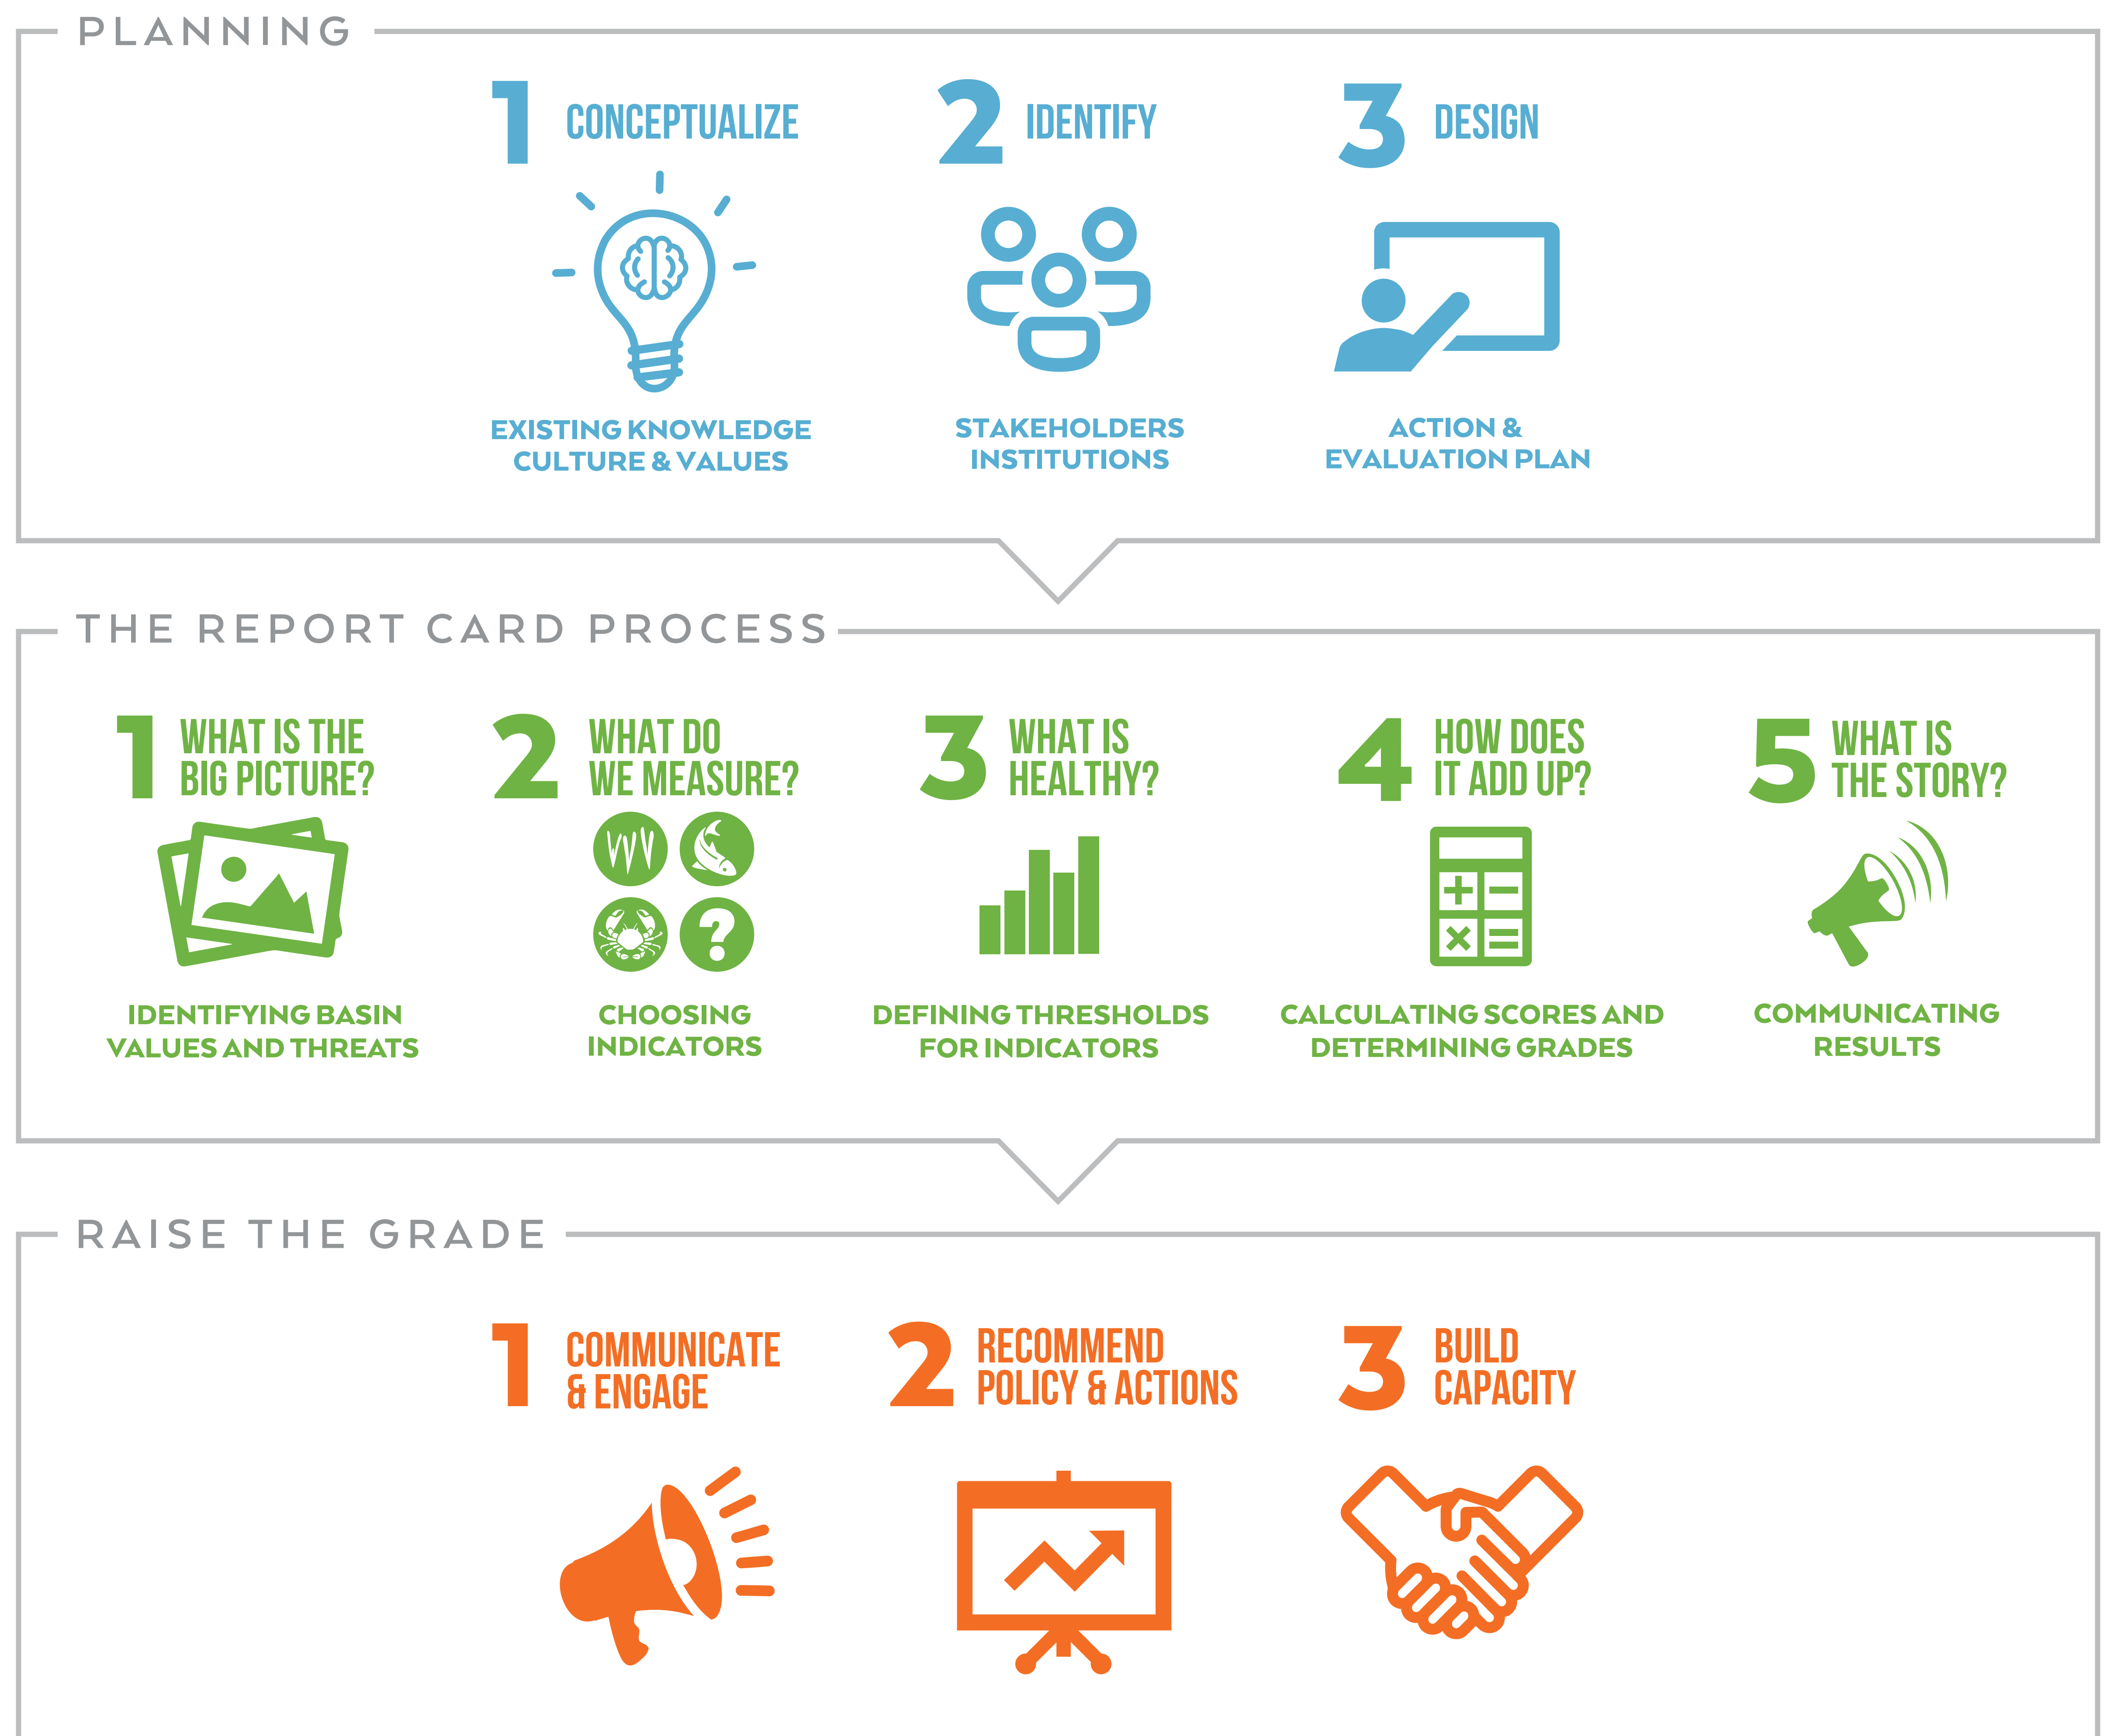 PLANNING
1 CONCEPTUALIZE
EXISTING KNOWLEDGE
CULTURE & VALUES
2 IDENTIFY
STAKEHOLDERS
INSTITUTIONS
3 DESIGN
ACTION &
EVALUATION PLAN
THE REPORT CARD PROCESS
1 WHAT IS THE
BIG PICTURE?
IDENTIFYING BASIN
VALUES AND THREATS
2 WHAT DO
WE MEASURE?
?
CHOOSING
INDICATORS
3 WHAT IS
HEALTHY?
DEFINING THRESHOLDS
FOR INDICATORS
4 HOW DOES
IT ADD UP?
CALCULATING SCORES AND
DETERMINING GRADES
5 WHAT IS
THE STORY?
COMMUNICATING
RESULTS
RAISE THE GRADE
1 COMMUNICATE
& ENGAGE
2 RECOMMEND
POLICY & ACTIONS
3 BUILD
CAPACITY